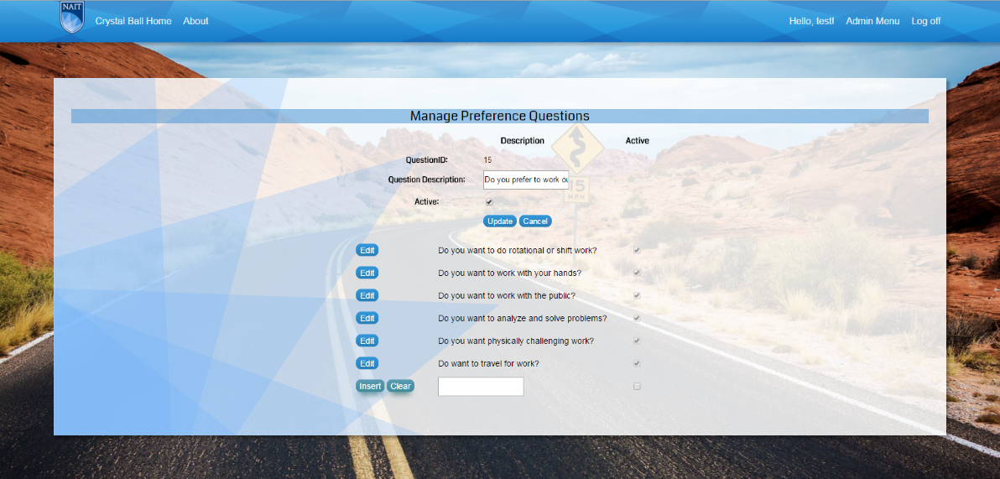 NAIT
Crystal Ball Home About Hello, test! Admin Menu Log off
Manage Preference Questions
Description Active
QuestionID: 15
Question Description: Do you prefer to work ou
15
MPH
Active:
Update Cancel
Edit Do you want to do rotational or shift work?
Edit Do you want to work with your hands?
Edit Do you want to work with the public?
Edit Do you want to analyze and solve problems?
Edit Do you want physically challenging work?
Edit Do want to travel for work?
Insert Clear